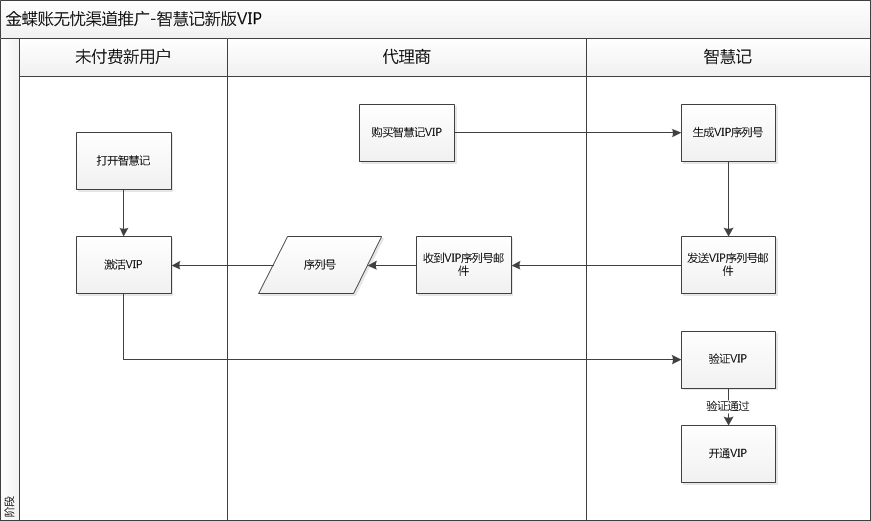 金蝶账无忧渠道推广-智慧记新版VIP
未付费新用户
代理商
智慧记
购买智慧记VIP
生成VIP序列号
打开智慧记
激活VIP
序列号
收到VIP序列号邮
件
发送VIP序列号邮
件
验证VIP
验证通过
开通VIP
阶段